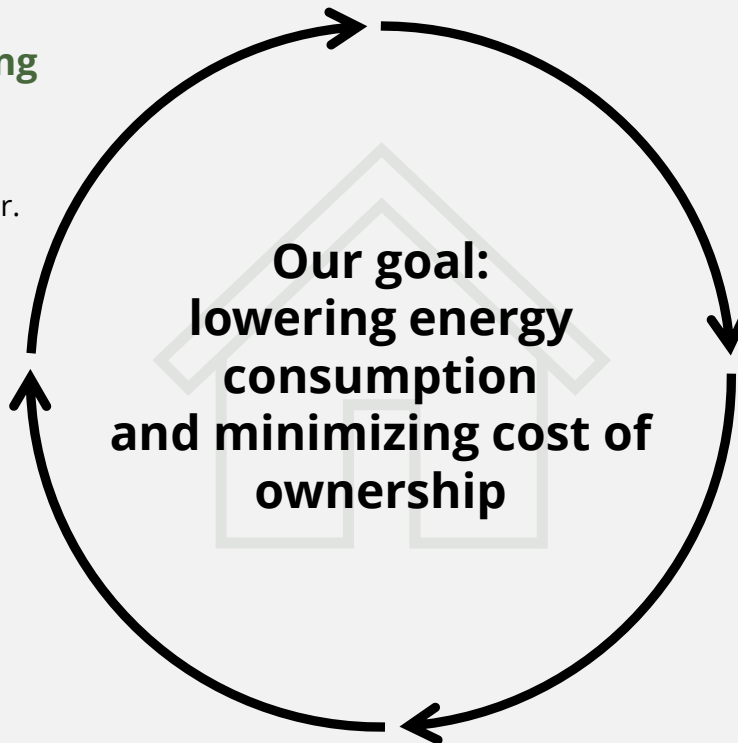 ng
r.
Our goal:
lowering energy
consumption
and minimizing cost of
ownership